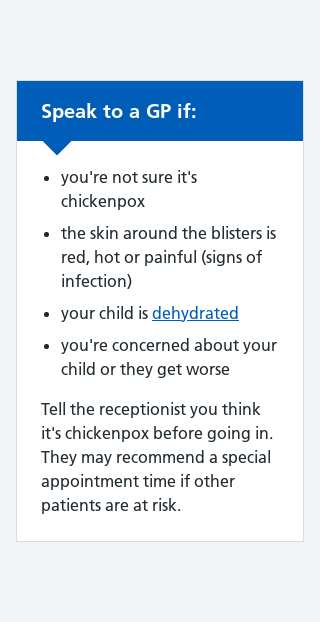 Speak to a GP if:
you're not sure it's
chickenpox
the skin around the blisters is
red, hot or painful (signs of
infection)
your child is dehydrated
you're concerned about your
child or they get worse
Tell the receptionist you think
it's chickenpox before going in.
They may recommend a special
appointment time if other
patients are at risk.